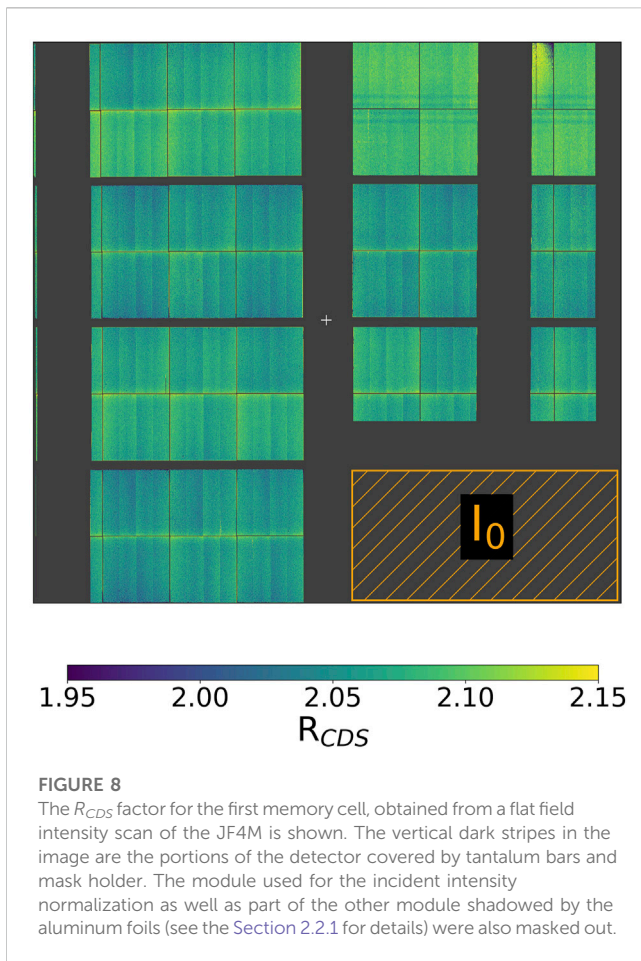 I₀
1.95 2.00 2.05 2.10 2.15
R_CDS
FIGURE 8
The R_CDS factor for the first memory cell, obtained from a flat field
intensity scan of the JF4M is shown. The vertical dark stripes in the
image are the portions of the detector covered by tantalum bars and
mask holder. The module used for the incident intensity
normalization as well as part of the other module shadowed by the
aluminum foils (see the Section 2.2.1 for details) were also masked out.